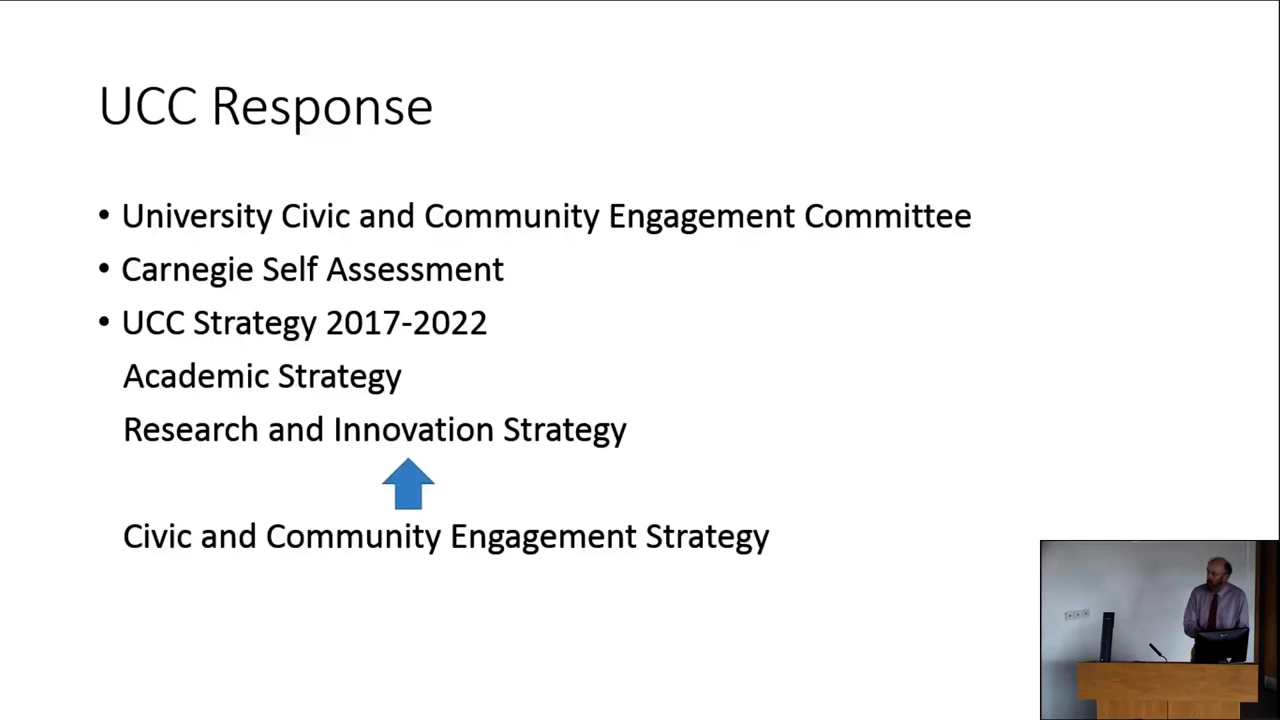 UCC Response
• University Civic and Community Engagement Committee
• Carnegie Self Assessment
• UCC Strategy 2017-2022
Academic Strategy
Research and Innovation Strategy
Civic and Community Engagement Strategy